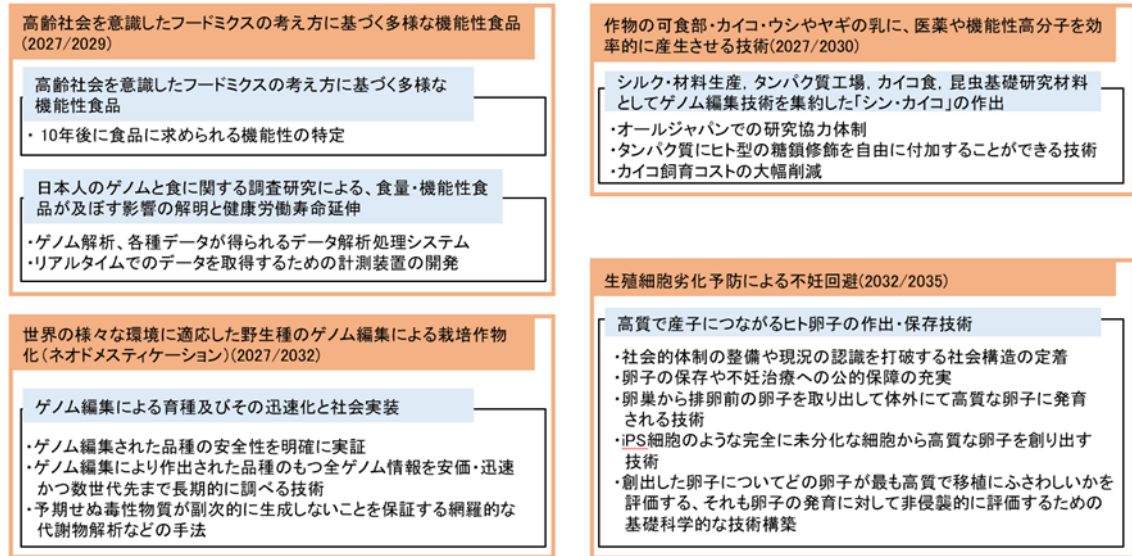 高齢社会を意識したフードミクスの考え方に基づく多様な機能性食品
(2027/2029)
高齢社会を意識したフードミクスの考え方に基づく多様な
機能性食品
・ 10年後に食品に求められる機能性の特定
日本人のゲノムと食に関する調査研究による、食量・機能性食
品が及ぼす影響の解明と健康労働寿命延伸
・ゲノム解析、各種データが得られるデータ解析処理システム
・リアルタイムでのデータを取得するための計測装置の開発
世界の様々な環境に適応した野生種のゲノム編集による栽培作物
化(ネオドメスティケーション)(2027/2032)
ゲノム編集による育種及びその迅速化と社会実装
・ゲノム編集された品種の安全性を明確に実証
・ゲノム編集により作出された品種のもつ全ゲノム情報を安価・迅速
かつ数世代先まで長期的に調べる技術
・予期せぬ毒性物質が副次的に生成しないことを保証する網羅的な
代謝物解析などの手法
作物の可食部・カイコ・ウシやヤギの乳に、医薬や機能性高分子を効
率的に産生させる技術(2027/2030)
シルク・材料生産, タンパク質工場, カイコ食, 昆虫基礎研究材料
としてゲノム編集技術を集約した「シン・カイコ」の作出
・オールジャパンでの研究協力体制
・タンパク質にヒト型の糖鎖修飾を自由に付加することができる技術
・カイコ飼育コストの大幅削減
生殖細胞劣化予防による不妊回避(2032/2035)
高質で産子につながるヒト卵子の作出・保存技術
・社会的体制の整備や現況の認識を打破する社会構造の定着
・卵子の保存や不妊治療への公的保障の充実
・卵巣から排卵前の卵子を取り出して体外にて高質な卵子に発育
される技術
・iPS細胞のような完全に未分化な細胞から高質な卵子を創り出す
技術
・創出した卵子についてどの卵子が最も高質で移植にふさわしいかを
評価する、それも卵子の発育に対して非侵襲的に評価するための
基礎科学的な技術構築